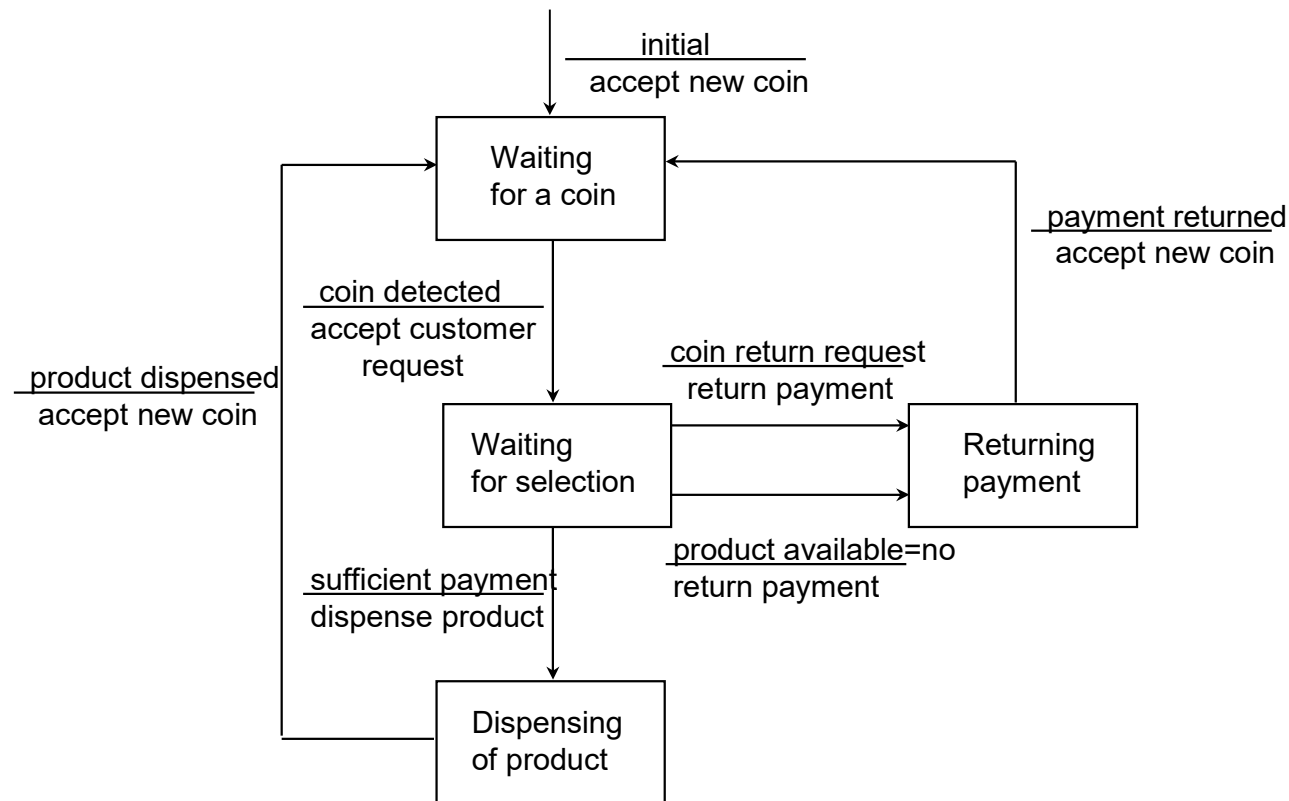 initial
accept new coin
Waiting
for a coin
payment returned
accept new coin
coin detected
accept customer
request
product dispensed
accept new coin
coin return request
return payment
Waiting
for selection
Returning
payment
product available=no
return payment
sufficient payment
dispense product
Dispensing
of product